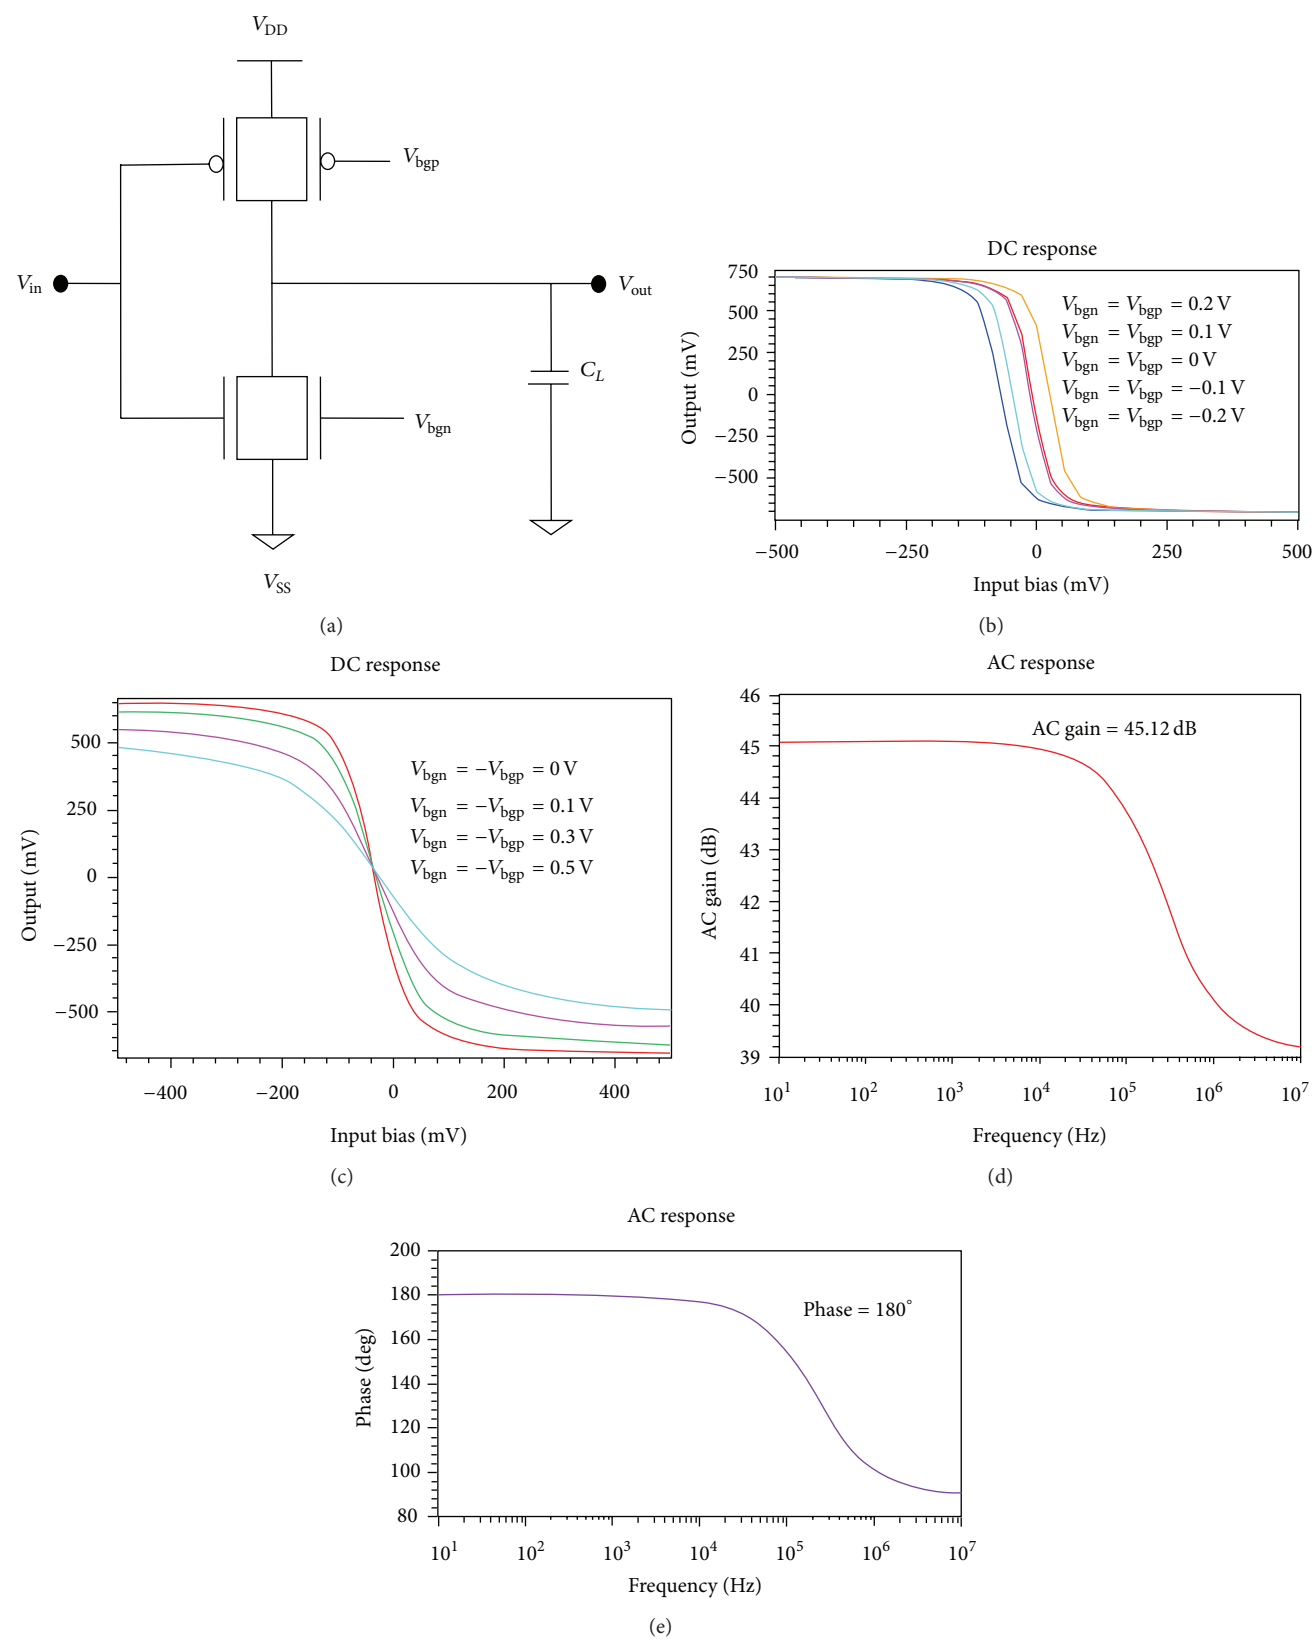 V_DD
V_bgp
V_in
V_out
C_L
V_bgn
V_SS
(a)
DC response
750
500
250
0
−250
−500
Output (mV)
V_bgn = V_bgp = 0.2 V
V_bgn = V_bgp = 0.1 V
V_bgn = V_bgp = 0 V
V_bgn = V_bgp = −0.1 V
V_bgn = V_bgp = −0.2 V
−500 −250 0 250 500
Input bias (mV)
(b)
DC response
500
250
0
−250
−500
Output (mV)
V_bgn = −V_bgp = 0 V
V_bgn = −V_bgp = 0.1 V
V_bgn = −V_bgp = 0.3 V
V_bgn = −V_bgp = 0.5 V
−400 −200 0 200 400
Input bias (mV)
(c)
AC response
46
45
44
43
42
41
40
39
AC gain (dB)
AC gain = 45.12 dB
10^1 10^2 10^3 10^4 10^5 10^6 10^7
Frequency (Hz)
(d)
AC response
200
180
160
140
120
100
80
Phase (deg)
Phase = 180°
10^1 10^2 10^3 10^4 10^5 10^6 10^7
Frequency (Hz)
(e)